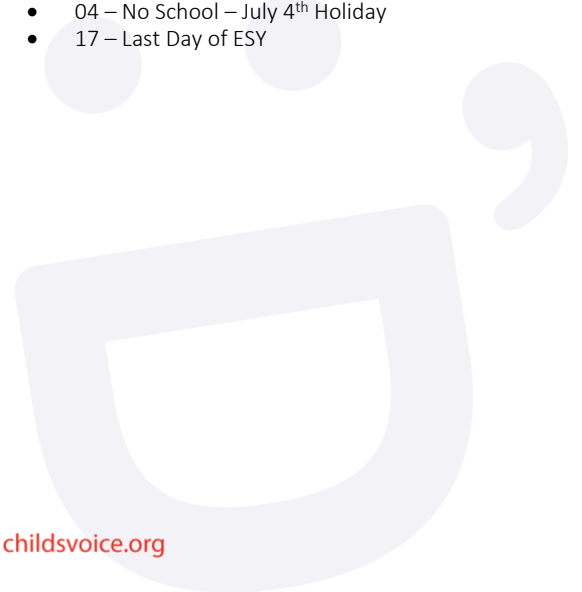 • 04 – No School – July 4th Holiday
• 17 – Last Day of ESY
childsvoice.org